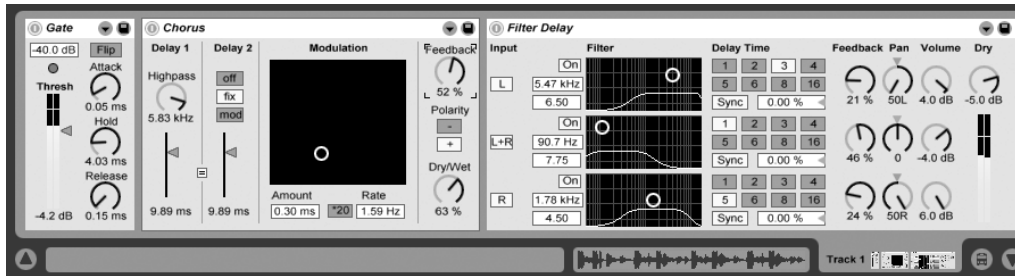 Gate
-40.0 dB Flip
Attack
Thresh
0.05 ms
Hold
4.03 ms
Release
-4.2 dB 0.15 ms
Chorus
Delay 1 Delay 2 Modulation Feedback
Highpass
5.83 kHz
off
fix
mod
52 %
Polarity
-
+
Dry/Wet
Amount Rate
9.89 ms 9.89 ms 0.30 ms *20 1.59 Hz 63 %
Filter Delay
Input Filter Delay Time Feedback Pan Volume Dry
On 1 2 3 4
L 5.47 kHz 5 6 8 16
6.50 Sync 0.00 % 21 % 50L 4.0 dB -5.0 dB
On 1 2 3 4
L+R 90.7 Hz 5 6 8 16
7.75 Sync 0.00 % 46 % 0 -4.0 dB
On 1 2 3 4
R 1.78 kHz 5 6 8 16
4.50 Sync 0.00 % 24 % 50R 6.0 dB
Track 1